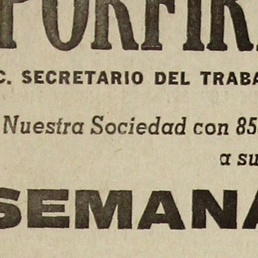 PORFIR
C. SECRETARIO DEL TRABA
Nuestra Sociedad con 85
a su
SEMANA